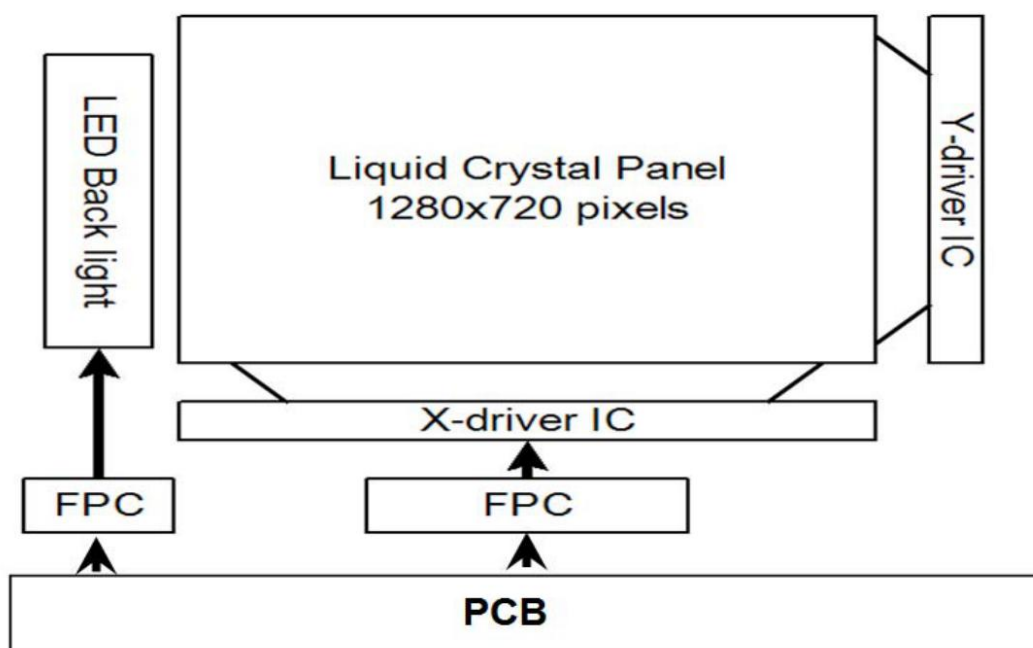 LED Back light
Liquid Crystal Panel
1280x720 pixels
Y-driver IC
X-driver IC
FPC
FPC
PCB